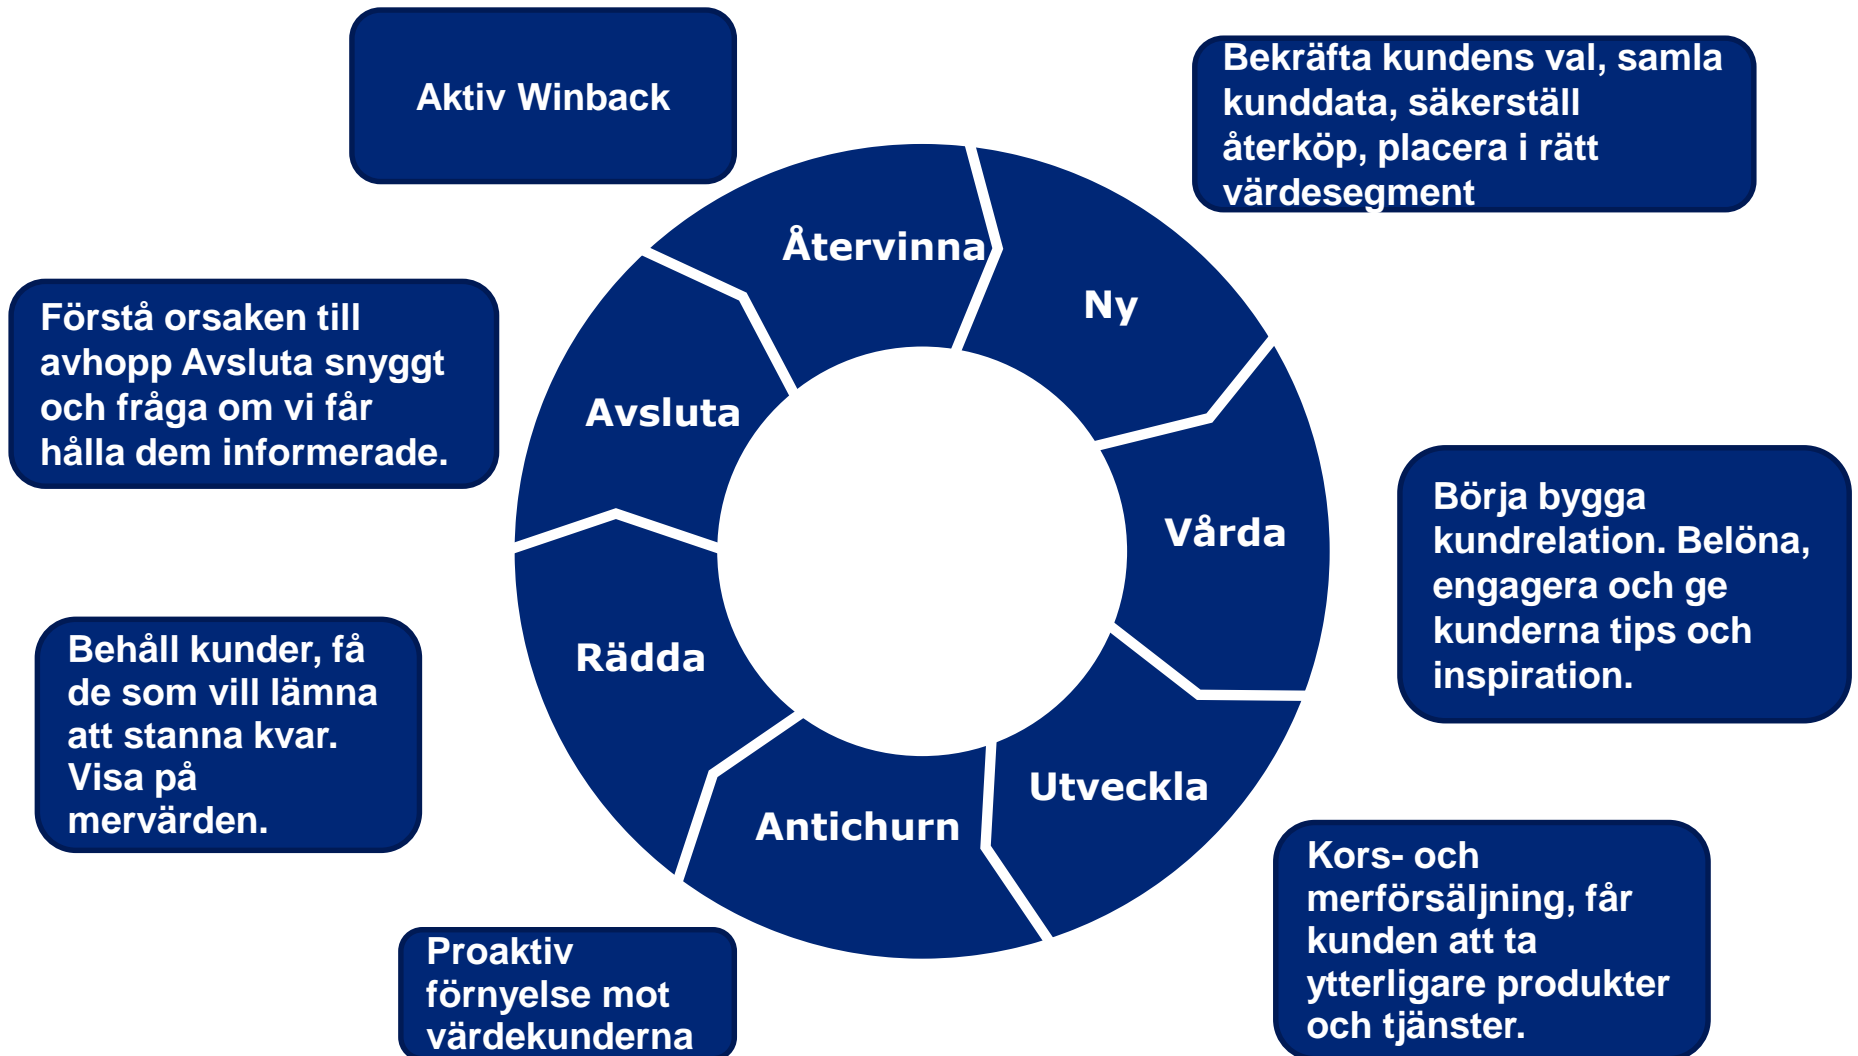 Aktiv Winback
Bekräfta kundens val, samla
kunddata, säkerställ
återköp, placera i rätt
värdesegment
Återvinna
Ny
Förstå orsaken till
avhopp Avsluta snyggt
och fråga om vi får
hålla dem informerade.
Avsluta
Vårda
Börja bygga
kundrelation. Belöna,
engagera och ge
kunderna tips och
inspiration.
Behåll kunder, få
de som vill lämna
att stanna kvar.
Visa på
mervärden.
Rädda
Utveckla
Antichurn
Kors- och
merförsäljning, får
kunden att ta
ytterligare produkter
och tjänster.
Proaktiv
förnyelse mot
värdekunderna